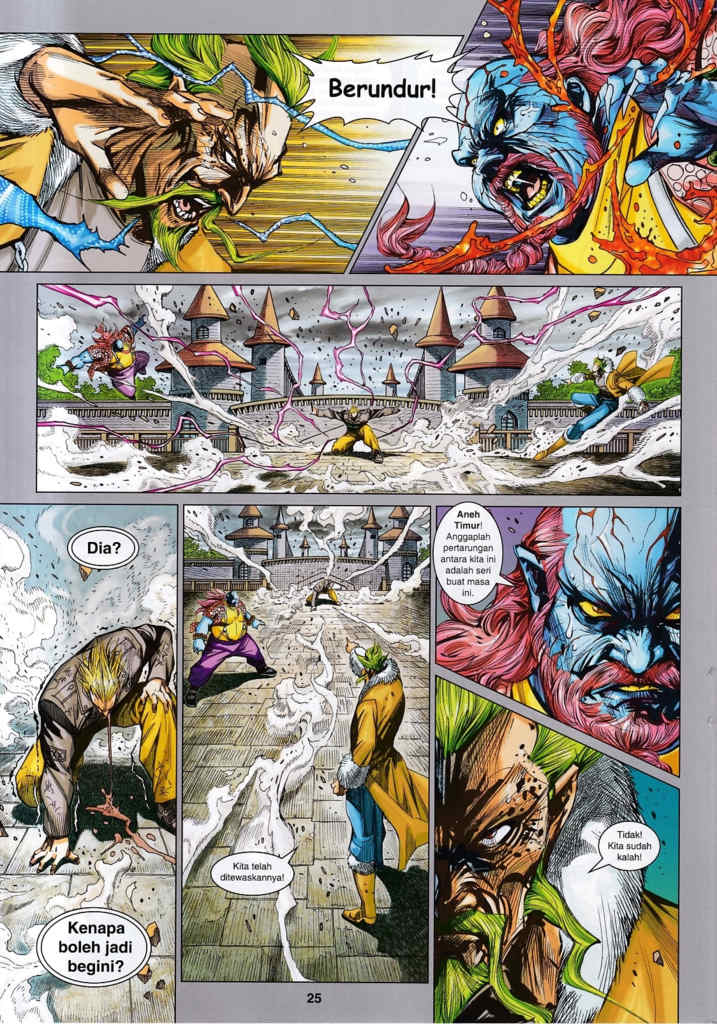 Berundur!
Dia?
Kenapa
boleh jadi
begini?
Kita telah
ditewaskannya!
Aneh
Timur!
Anggaplah
pertarungan
antara kita ini
adalah seri
buat masa
ini.
Tidak!
Kita sudah
kalah!
25